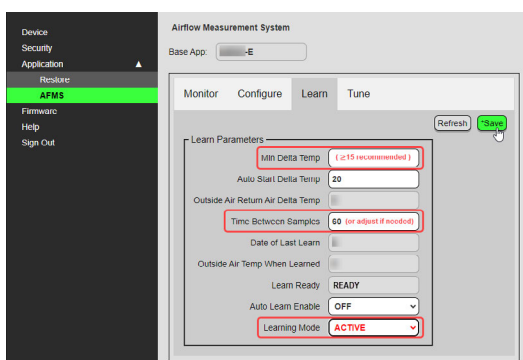 Device
Security
Application
Restore
AFMS
Firmware
Help
Sign Out
Airflow Measurement System
Base App: -E
Monitor Configure Learn Tune
Refresh *Save
Learn Parameters
Min Delta Temp ( ≥15 recommended )
Auto Start Delta Temp 20
Outside Air Return Air Delta Temp
Time Between Samples 60 (or adjust if needed)
Date of Last Learn
Outside Air Temp When Learned
Learn Ready READY
Auto Learn Enable OFF
Learning Mode ACTIVE